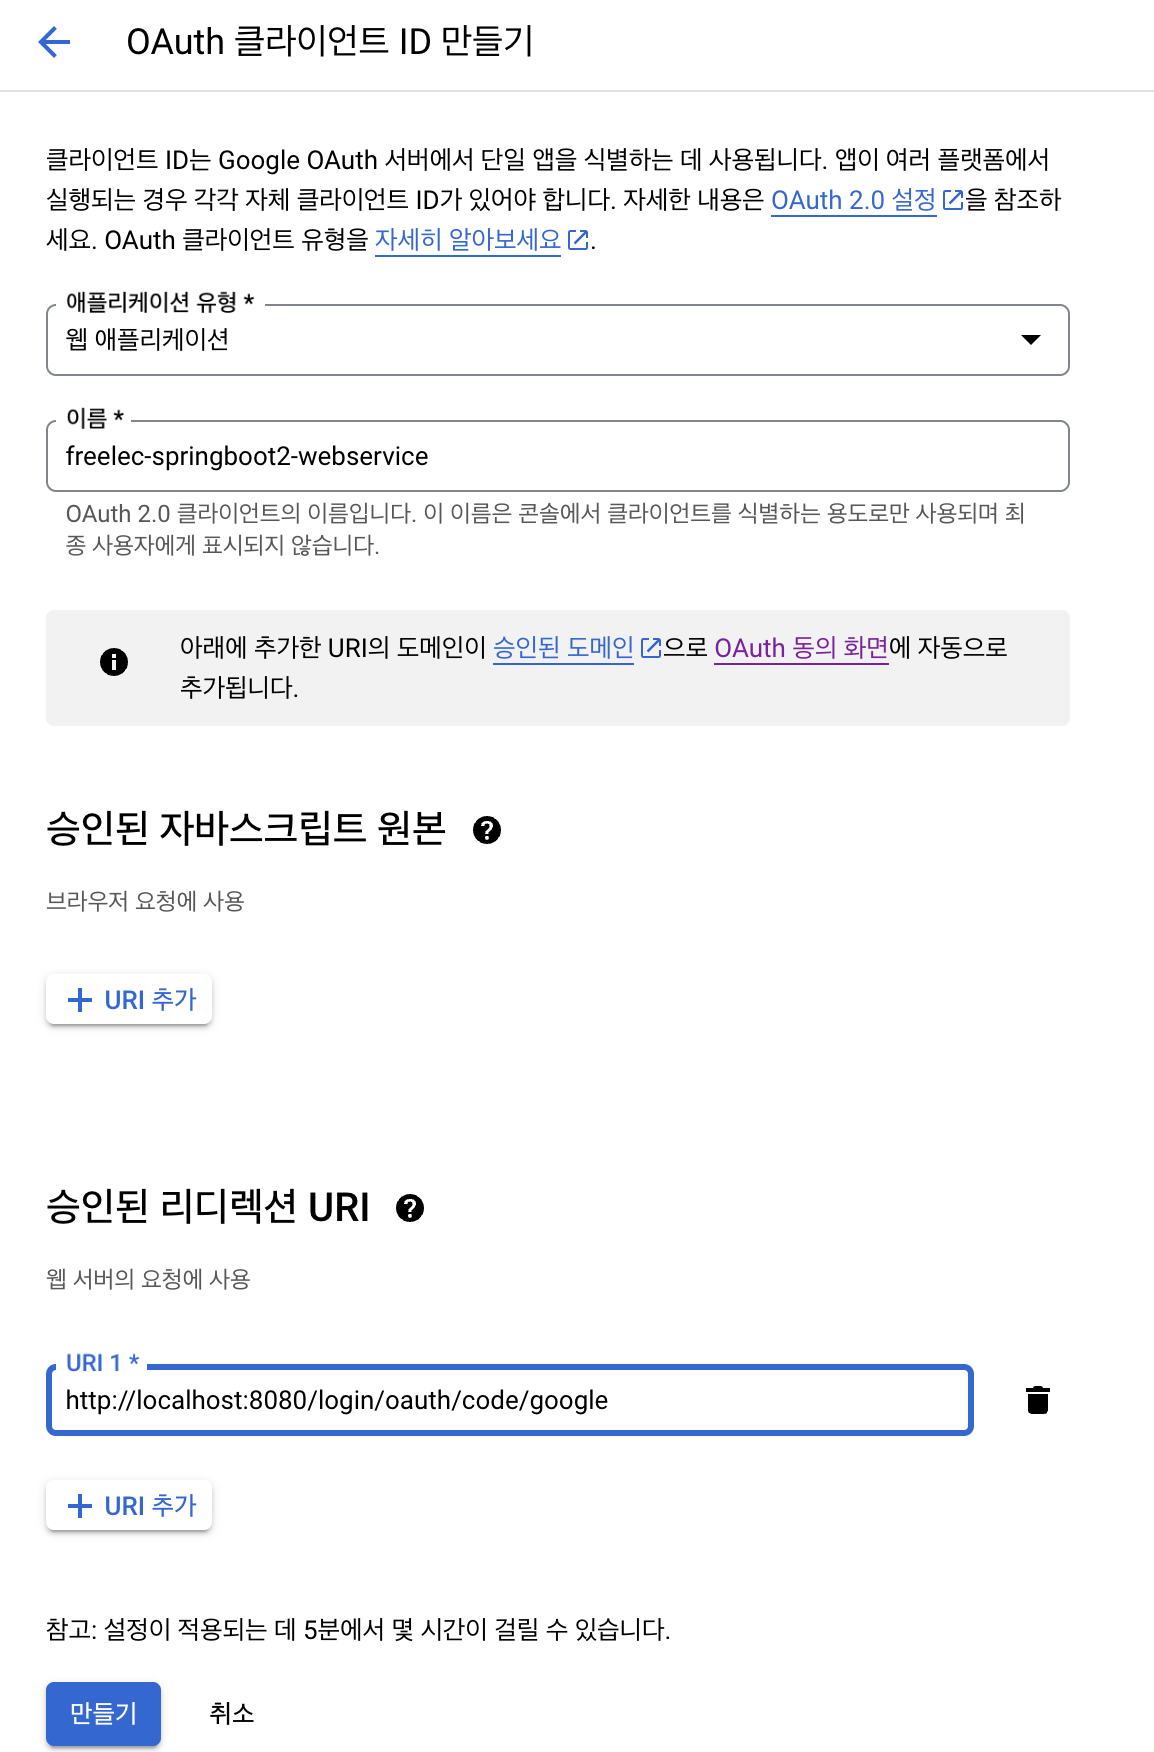 OAuth 클라이언트 ID 만들기
클라이언트 ID는 Google OAuth 서버에서 단일 앱을 식별하는 데 사용됩니다. 앱이 여러 플랫폼에서
실행되는 경우 각각 자체 클라이언트 ID가 있어야 합니다. 자세한 내용은 OAuth 2.0 설정을 참조하
세요. OAuth 클라이언트 유형을 자세히 알아보세요.
애플리케이션 유형 *
웹 애플리케이션
이름 *
freelec-springboot2-webservice
OAuth 2.0 클라이언트의 이름입니다. 이 이름은 콘솔에서 클라이언트를 식별하는 용도로만 사용되며 최
종 사용자에게 표시되지 않습니다.
아래에 추가한 URI의 도메인이 승인된 도메인으로 OAuth 동의 화면에 자동으로
추가됩니다.
승인된 자바스크립트 원본
브라우저 요청에 사용
+ URI 추가
승인된 리디렉션 URI
웹 서버의 요청에 사용
URI 1 *
http://localhost:8080/login/oauth/code/google
+ URI 추가
참고: 설정이 적용되는 데 5분에서 몇 시간이 걸릴 수 있습니다.
만들기 취소